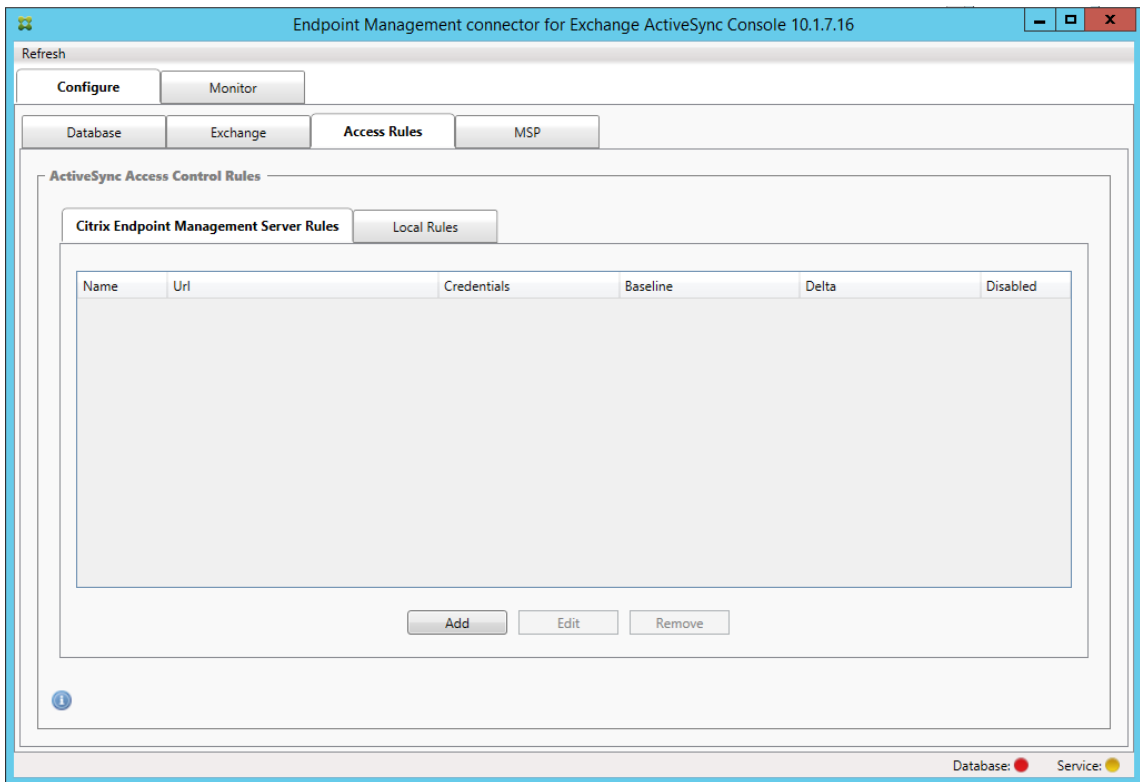 Endpoint Management connector for Exchange ActiveSync Console 10.1.7.16
Refresh
Configure Monitor
Database Exchange Access Rules MSP
ActiveSync Access Control Rules
Citrix Endpoint Management Server Rules Local Rules
Name Url Credentials Baseline Delta Disabled
Add Edit Remove
Database: Service: